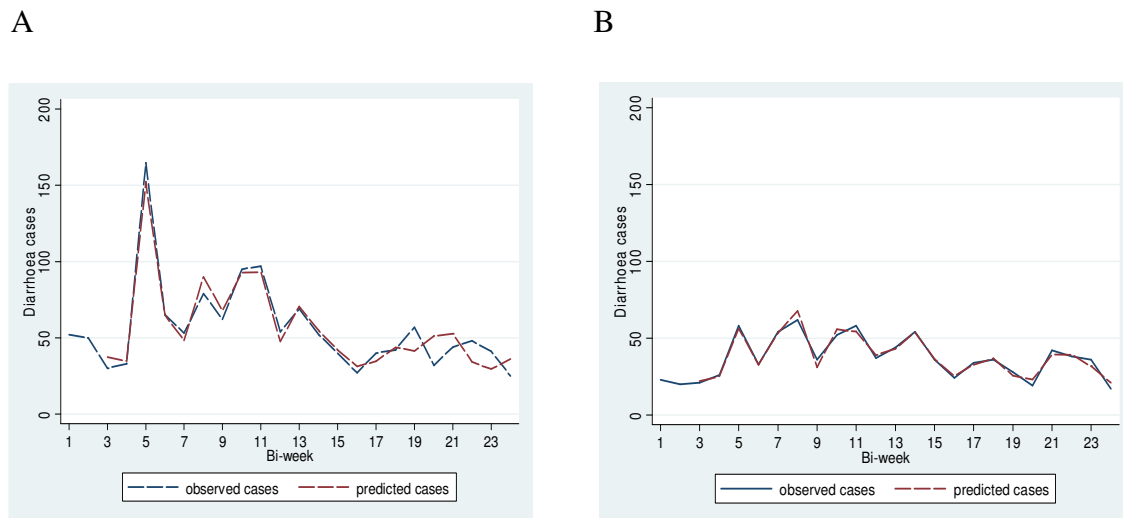 A
B
200
150
100
50
0
Diarrhoea cases
1 3 5 7 9 11 13 15 17 19 21 23
Bi-week
observed cases predicted cases
200
150
100
50
0
Diarrhoea cases
1 3 5 7 9 11 13 15 17 19 21 23
Bi-week
observed cases predicted cases